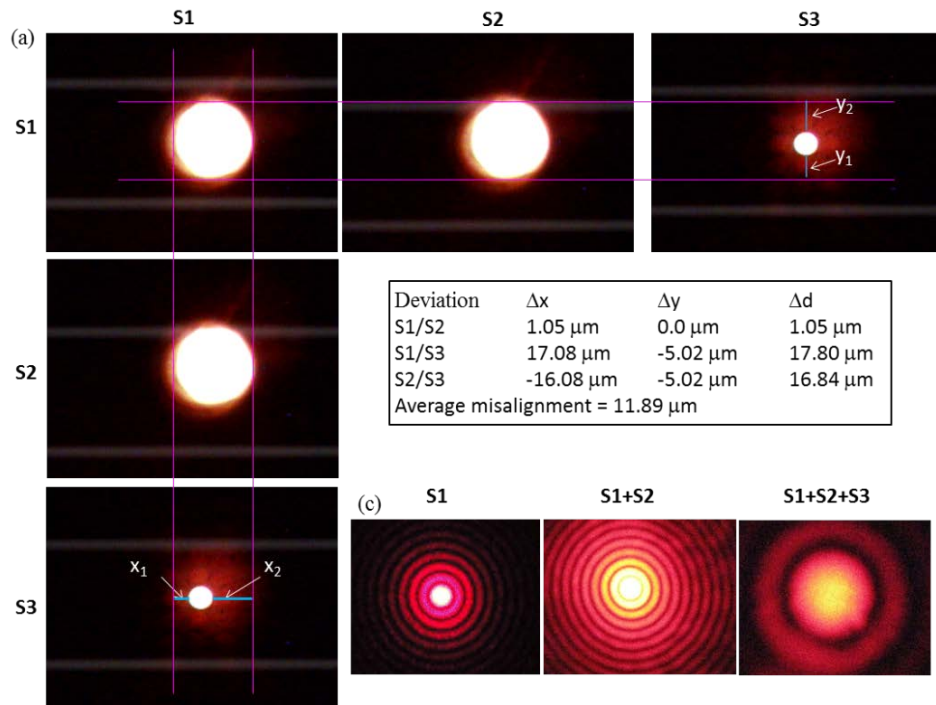 S1 S2 S3
(a)
S1
y₂
y₁
Deviation Δx Δy Δd
S1/S2 1.05 μm 0.0 μm 1.05 μm
S1/S3 17.08 μm -5.02 μm 17.80 μm
S2/S3 -16.08 μm -5.02 μm 16.84 μm
Average misalignment = 11.89 μm
S2
(c) S1 S1+S2 S1+S2+S3
x₁ x₂
S3